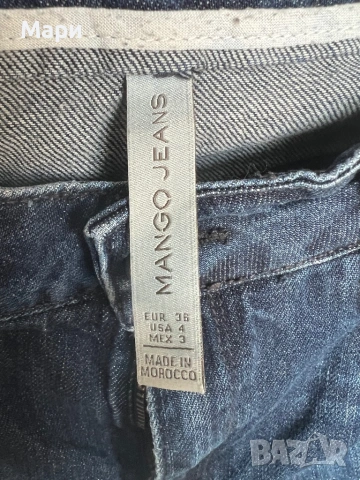 Мари
MANGO JEANS
EUR 36
USA 4
MEX 3
MADE IN
MOROCCO
BAZAR